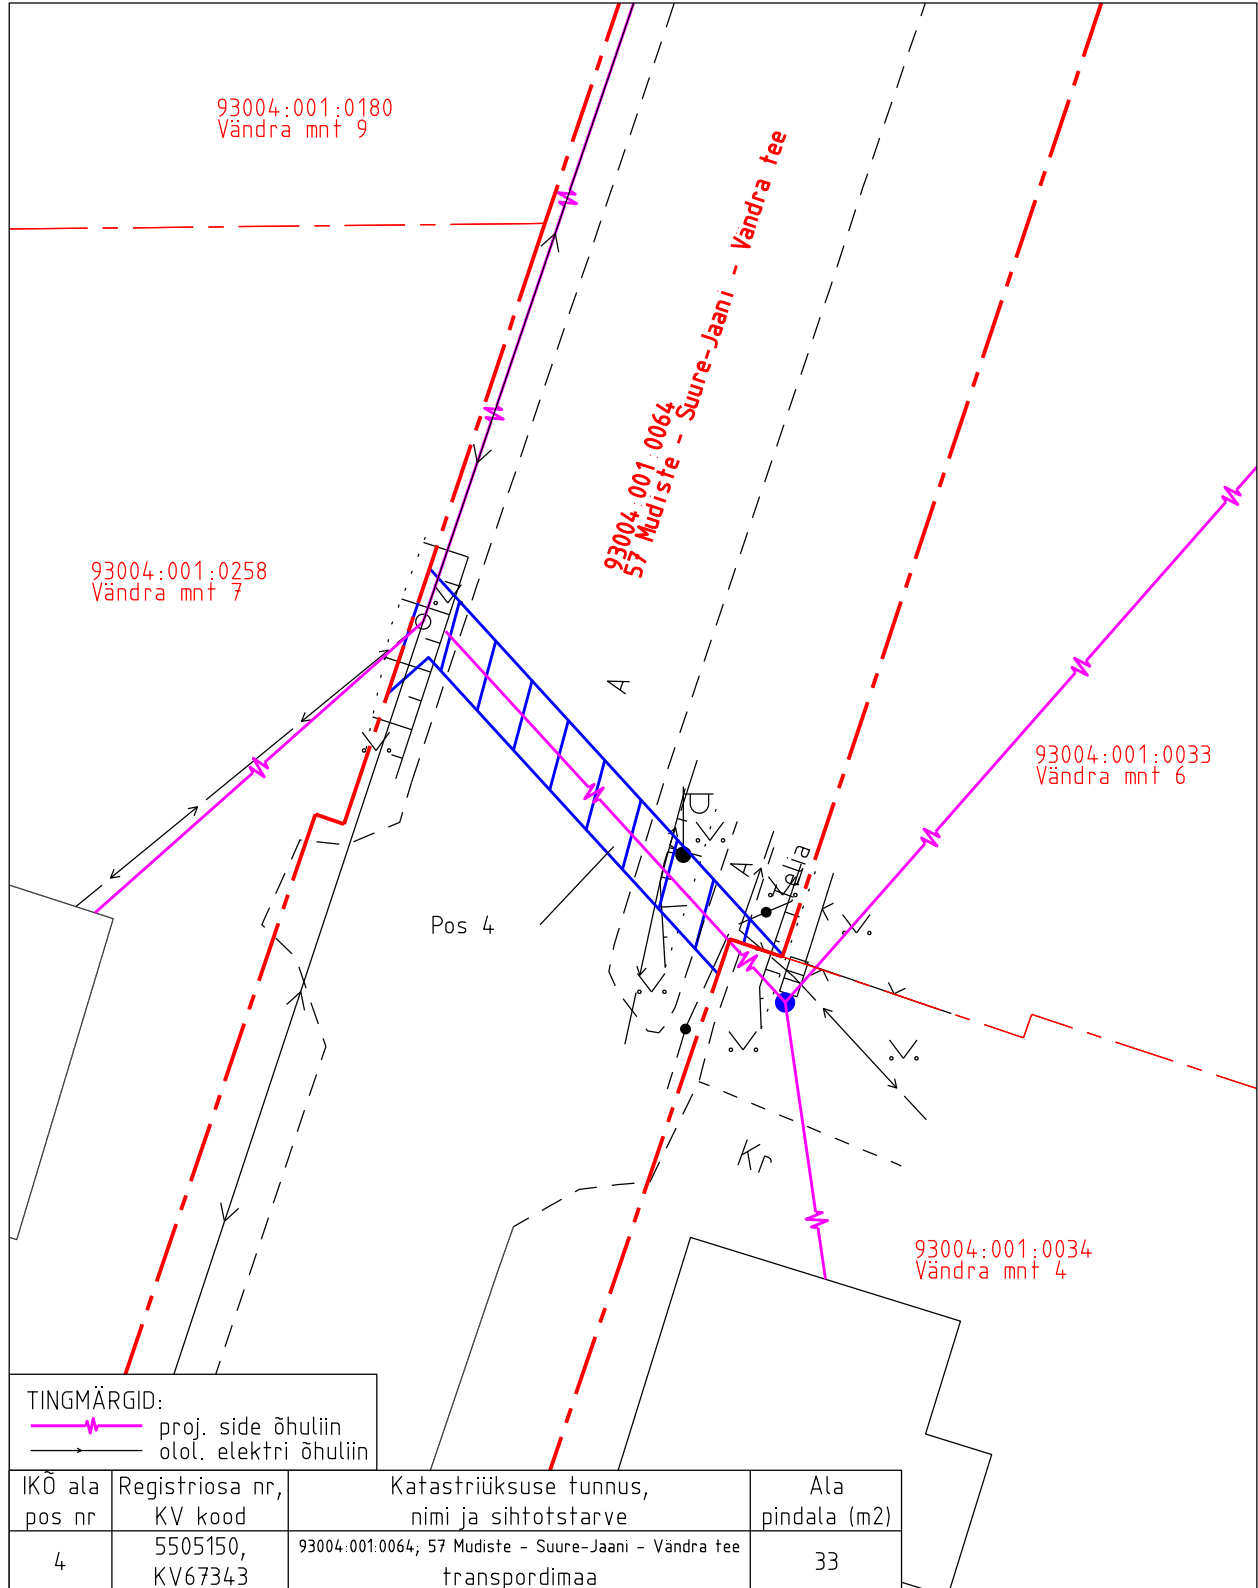 93004:001:0180
Vändra mnt 9
93004:001:0064
57 Mudiste - Suure-Jaani - Vändra tee
93004:001:0258
Vändra mnt 7
A
93004:001:0033
Vändra mnt 6
D
A
Telia
Pos 4
Kr
93004:001:0034
Vändra mnt 4
TINGMÄRGID:
proj. side õhuliin
olol. elektri õhuliin
IKÕ ala pos nr
Registriosa nr, KV kood
Katastriüksuse tunnus, nimi ja sihtotstarve
Ala pindala (m2)
4
5505150, KV67343
93004:001:0064; 57 Mudiste - Suure-Jaani - Vändra tee
transpordimaa
33